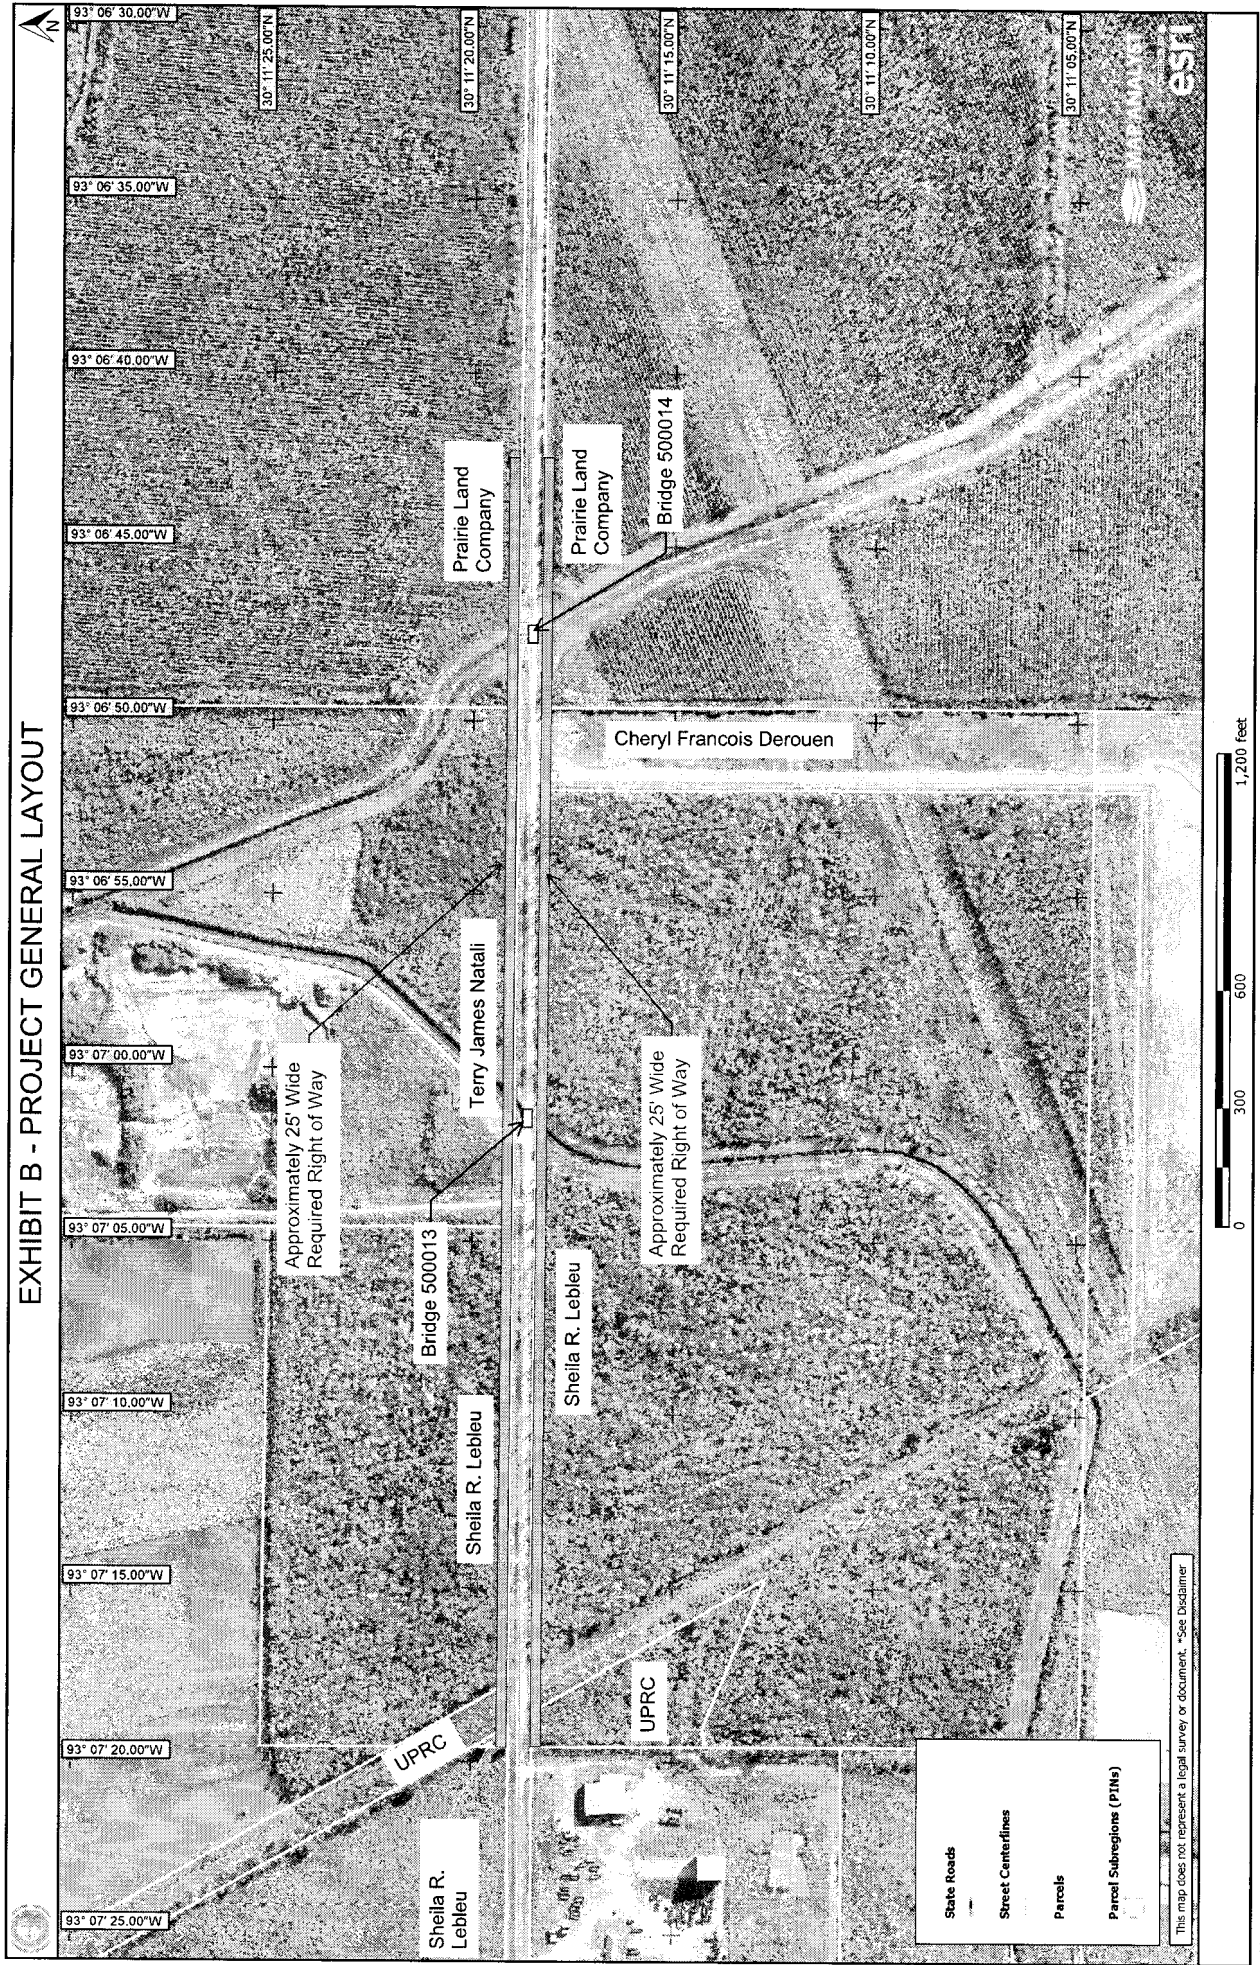 EXHIBIT B - PROJECT GENERAL LAYOUT
N
93° 07' 25.00"W
93° 07' 20.00"W
93° 07' 15.00"W
93° 07' 10.00"W
93° 07' 05.00"W
93° 07' 00.00"W
93° 06' 55.00"W
93° 06' 50.00"W
93° 06' 45.00"W
93° 06' 40.00"W
93° 06' 35.00"W
93° 06' 30.00"W
30° 11' 25.00"N
30° 11' 20.00"N
30° 11' 15.00"N
30° 11' 10.00"N
30° 11' 05.00"N
Approximately 25' Wide
Required Right of Way
UPRC
Sheila R.
Lebleu
Sheila R. Lebleu
Bridge 500013
Terry James Natali
Prairie Land
Company
Sheila R. Lebleu
Prairie Land
Company
UPRC
Approximately 25' Wide
Required Right of Way
Cheryl Francois Derouen
Bridge 500014
State Roads
Street Centerlines
Parcels
Parcel Subregions (PINs)
This map does not represent a legal survey or document. *See Disclaimer
esri
0
300
600
1,200 feet